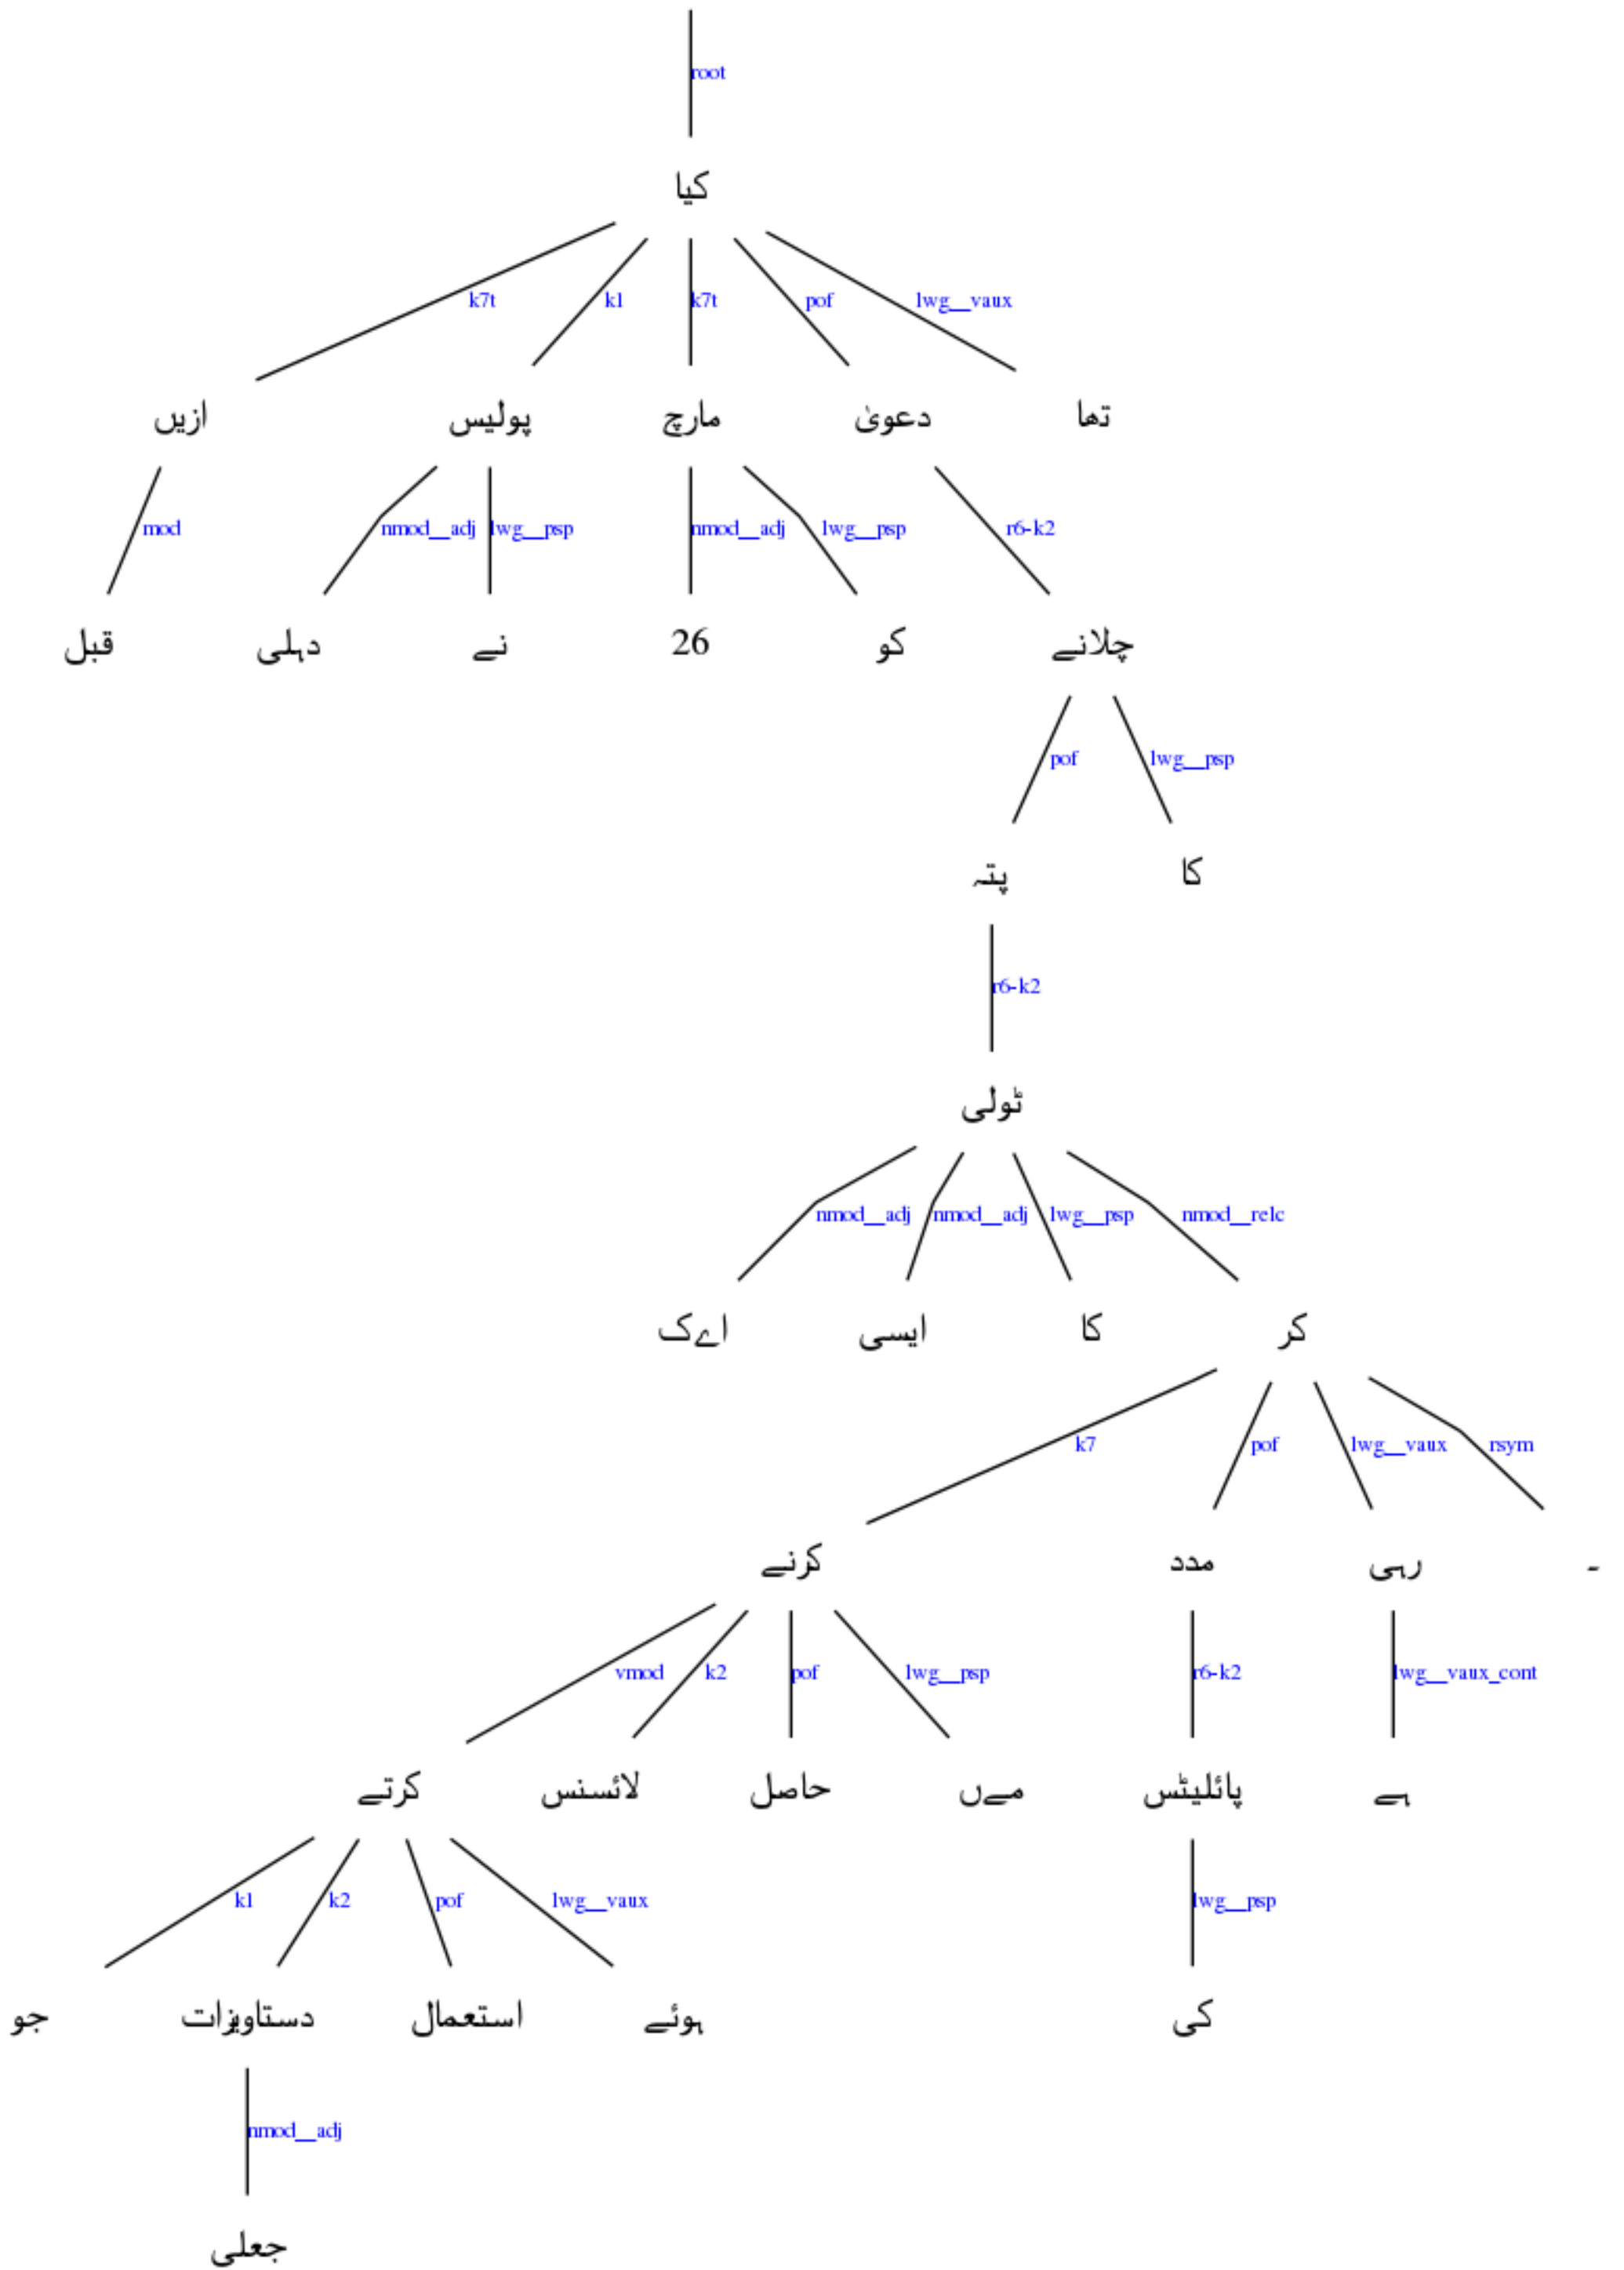 root
کیا
k7t k1 k7t pof lwg__vaux
ازیں پولیس مارچ دعویٰ تھا
mod nmod__adj lwg__psp nmod__adj lwg__psp r6-k2
قبل دہلی نے 26 کو چلانے
pof lwg__psp
پتہ کا
r6-k2
ٹولی
nmod__adj nmod__adj lwg__psp nmod__relc
اےک ایسی کا کر
k7 pof lwg__vaux rsym
کرنے مدد رہی ۔
vmod k2 pof lwg__psp r6-k2 lwg__vaux_cont
کرتے لائسنس حاصل مےں پائلیٹس ہے
k1 k2 pof lwg__vaux lwg__psp
جو دستاویزات استعمال ہوئے کی
nmod__adj
جعلی